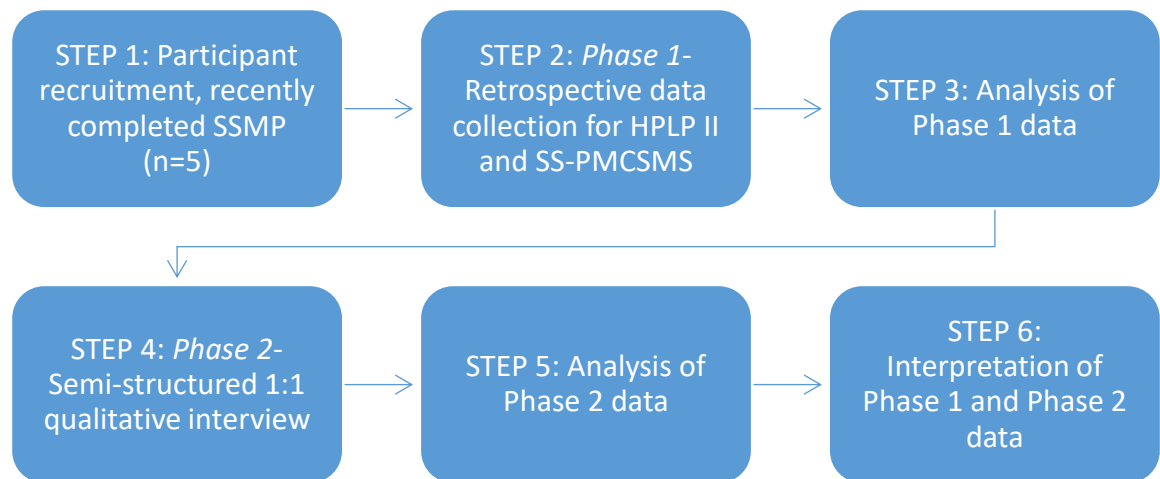 STEP 1: Participant
recruitment, recently
completed SSMP
(n=5)
STEP 2: Phase 1-
Retrospective data
collection for HPLP II
and SS-PMCSMS
STEP 3: Analysis of
Phase 1 data
STEP 4: Phase 2-
Semi-structured 1:1
qualitative interview
STEP 5: Analysis of
Phase 2 data
STEP 6:
Interpretation of
Phase 1 and Phase 2
data